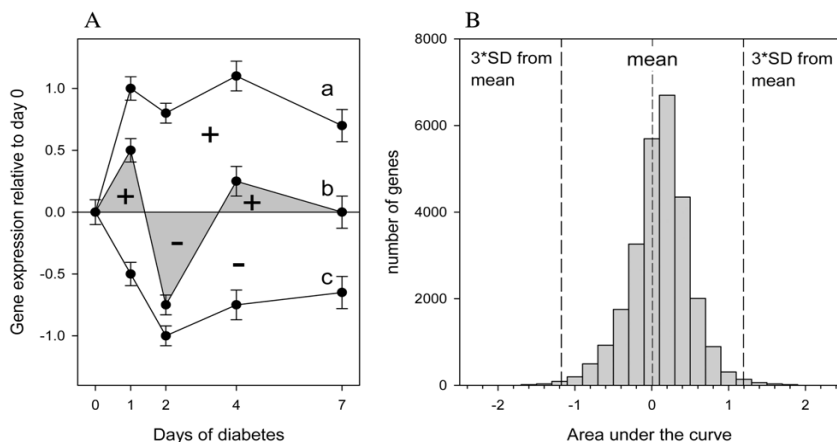 A
Gene expression relative to day 0
1.0
0.5
0.0
-0.5
-1.0
a
b
c
+
+
+
-
-
0 1 2 4 7
Days of diabetes
B
number of genes
8000
6000
4000
2000
0
3*SD from
mean
mean
3*SD from
mean
-2 -1 0 1 2
Area under the curve